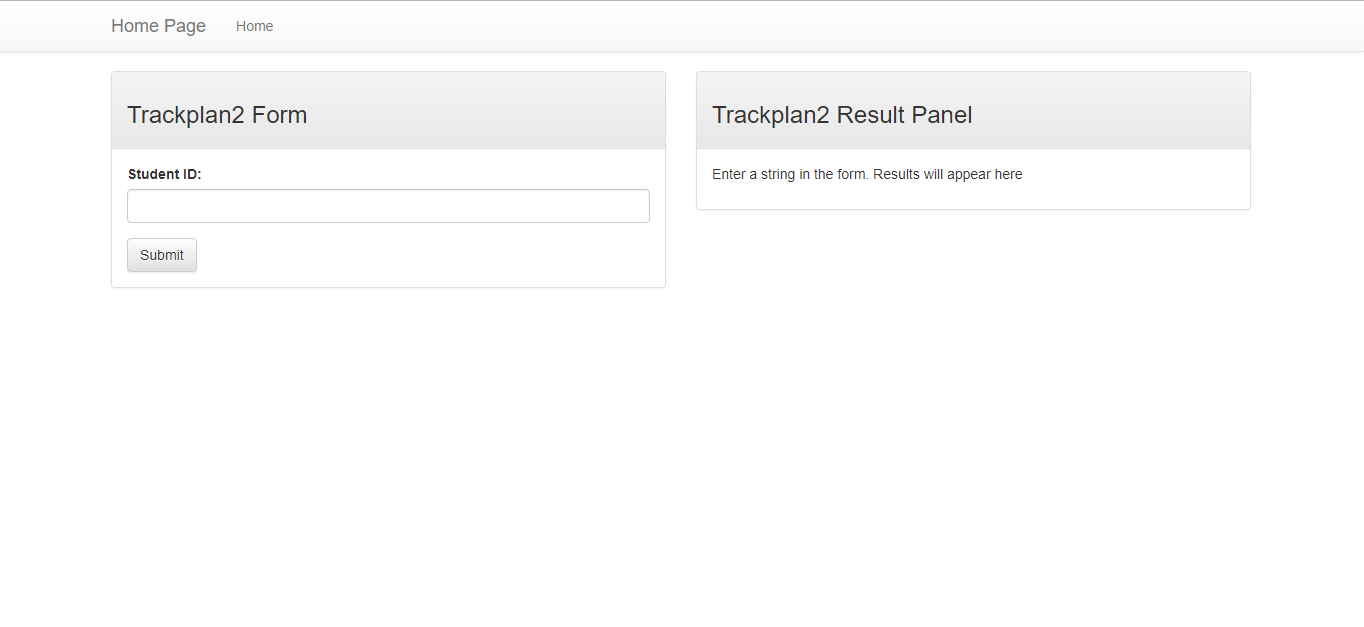 Home Page Home
Trackplan2 Form
Student ID:
Submit
Trackplan2 Result Panel
Enter a string in the form. Results will appear here